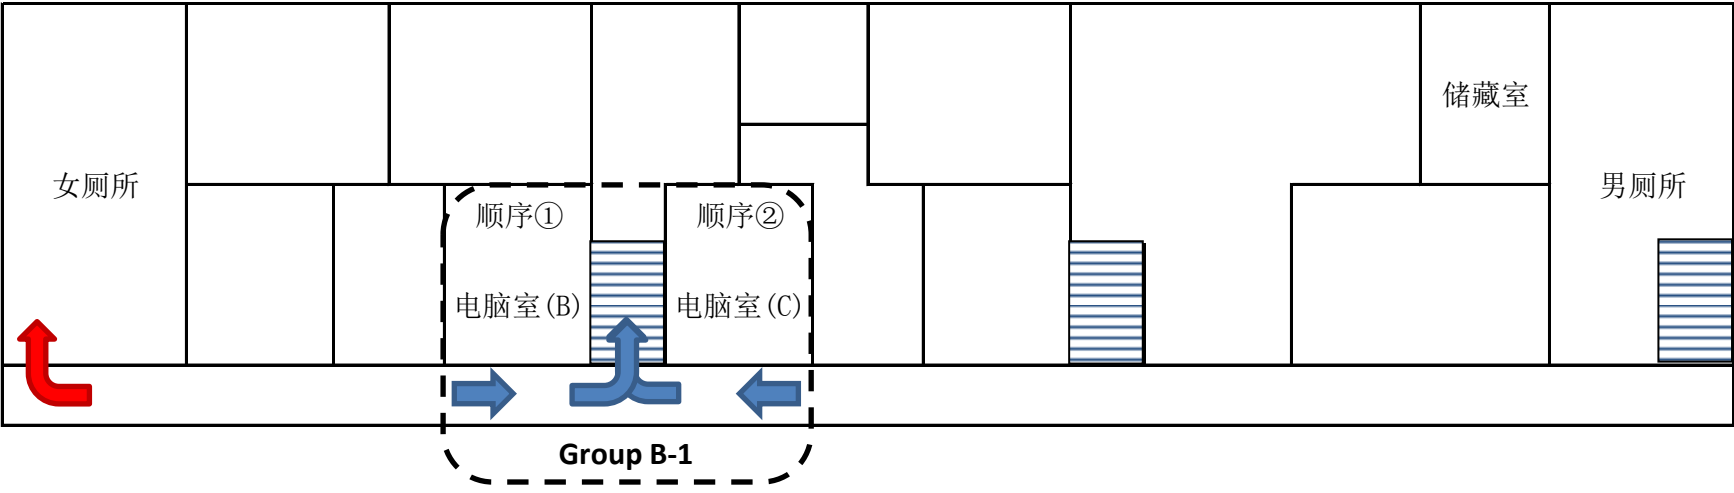 储藏室
女厕所
男厕所
顺序①
顺序②
电脑室(B)
电脑室(C)
Group B-1